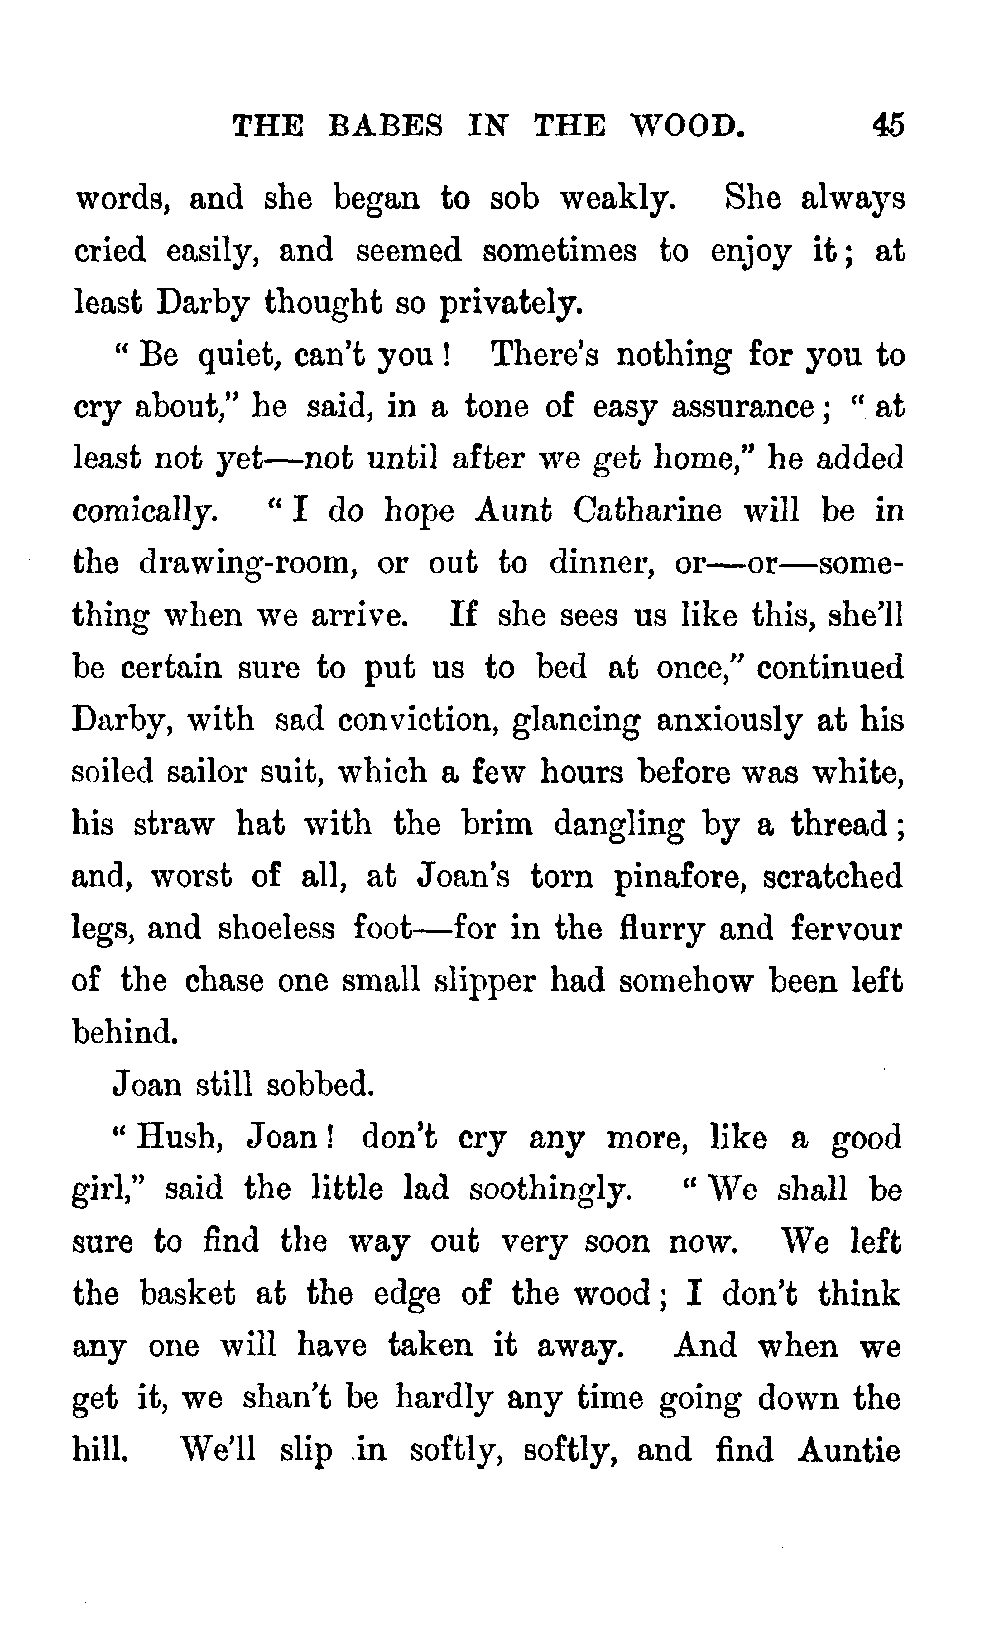 THE BABES IN THE WOOD. 45
words, and she began to sob weakly. She always
cried easily, and seemed sometimes to enjoy it; at
least Darby thought so privately.
"Be quiet, can't you! There's nothing for you to
cry about," he said, in a tone of easy assurance; "at
least not yet—not until after we get home," he added
comically. "I do hope Aunt Catharine will be in
the drawing-room, or out to dinner, or—or—some-
thing when we arrive. If she sees us like this, she'll
be certain sure to put us to bed at once," continued
Darby, with sad conviction, glancing anxiously at his
soiled sailor suit, which a few hours before was white,
his straw hat with the brim dangling by a thread;
and, worst of all, at Joan's torn pinafore, scratched
legs, and shoeless foot—for in the flurry and fervour
of the chase one small slipper had somehow been left
behind.
Joan still sobbed.
"Hush, Joan! don't cry any more, like a good
girl," said the little lad soothingly. "We shall be
sure to find the way out very soon now. We left
the basket at the edge of the wood; I don't think
any one will have taken it away. And when we
get it, we shan't be hardly any time going down the
hill. We'll slip in softly, softly, and find Auntie